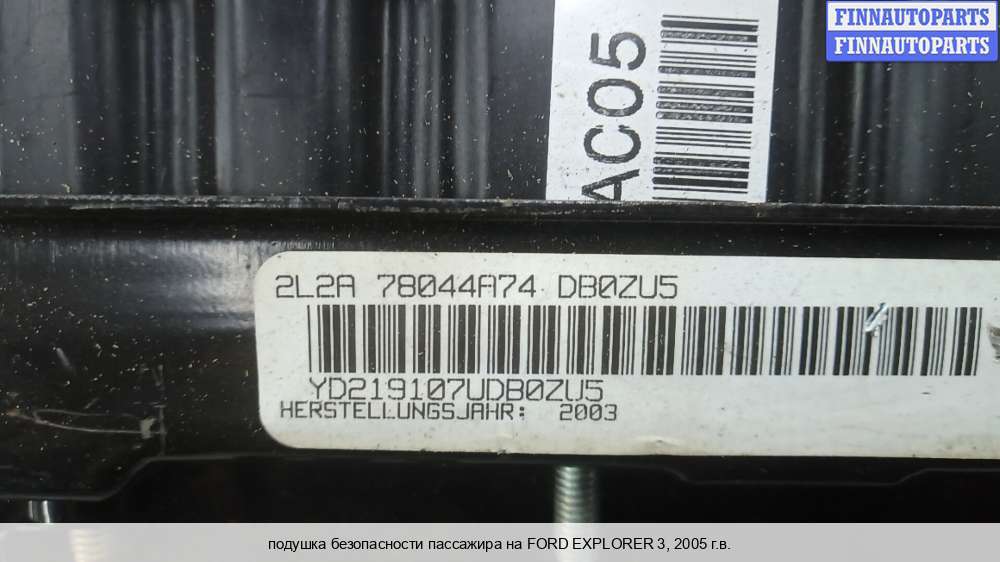 FINNAUTOPARTS
FINNAUTOPARTS
AC05
2L2A 78044A74 DB0ZU5
YD219107UDB0ZU5
HERSTELLUNGSJAHR: 2003
подушка безопасности пассажира на FORD EXPLORER 3, 2005 г.в.